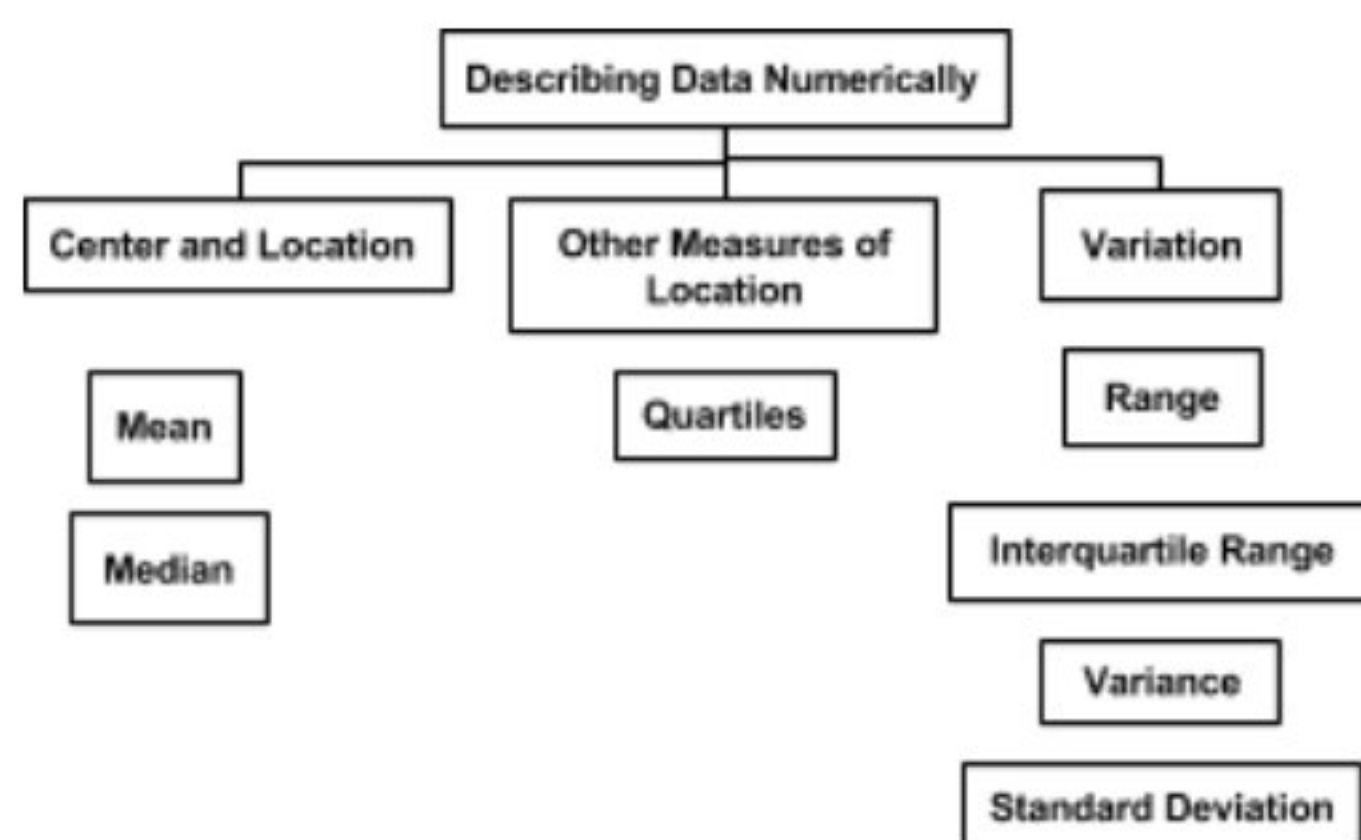 Describing Data Numerically
Center and Location
Other Measures of
Location
Variation
Mean
Quartiles
Range
Median
Interquartile Range
Variance
Standard Deviation